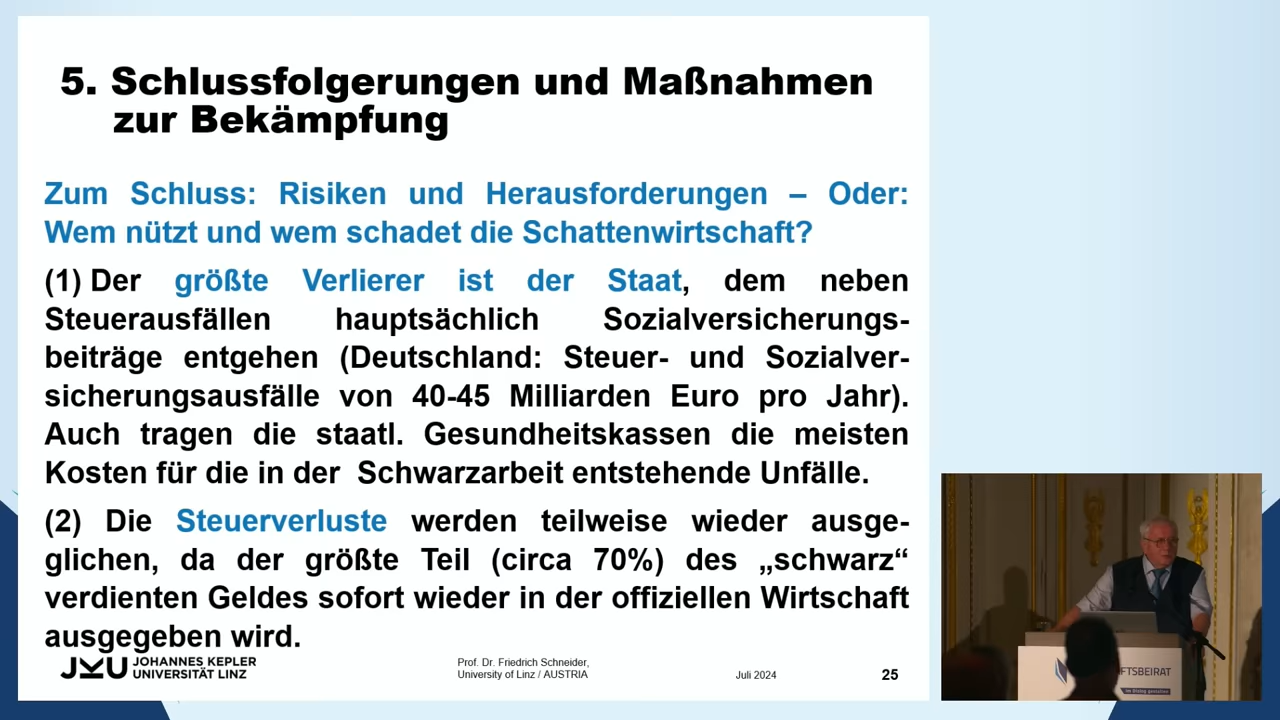 5. Schlussfolgerungen und Maßnahmen
zur Bekämpfung
Zum Schluss: Risiken und Herausforderungen – Oder:
Wem nützt und wem schadet die Schattenwirtschaft?
(1) Der größte Verlierer ist der Staat, dem neben
Steuerausfällen hauptsächlich Sozialversicherungs-
beiträge entgehen (Deutschland: Steuer- und Sozialver-
sicherungsausfälle von 40-45 Milliarden Euro pro Jahr).
Auch tragen die staatl. Gesundheitskassen die meisten
Kosten für die in der Schwarzarbeit entstehende Unfälle.
(2) Die Steuerverluste werden teilweise wieder ausge-
glichen, da der größte Teil (circa 70%) des „schwarz“
verdienten Geldes sofort wieder in der offiziellen Wirtschaft
ausgegeben wird.
JKU JOHANNES KEPLER
UNIVERSITÄT LINZ
Prof. Dr. Friedrich Schneider,
University of Linz / AUSTRIA
Juli 2024
25
FTSBEIRAT
im Dialog gestalten